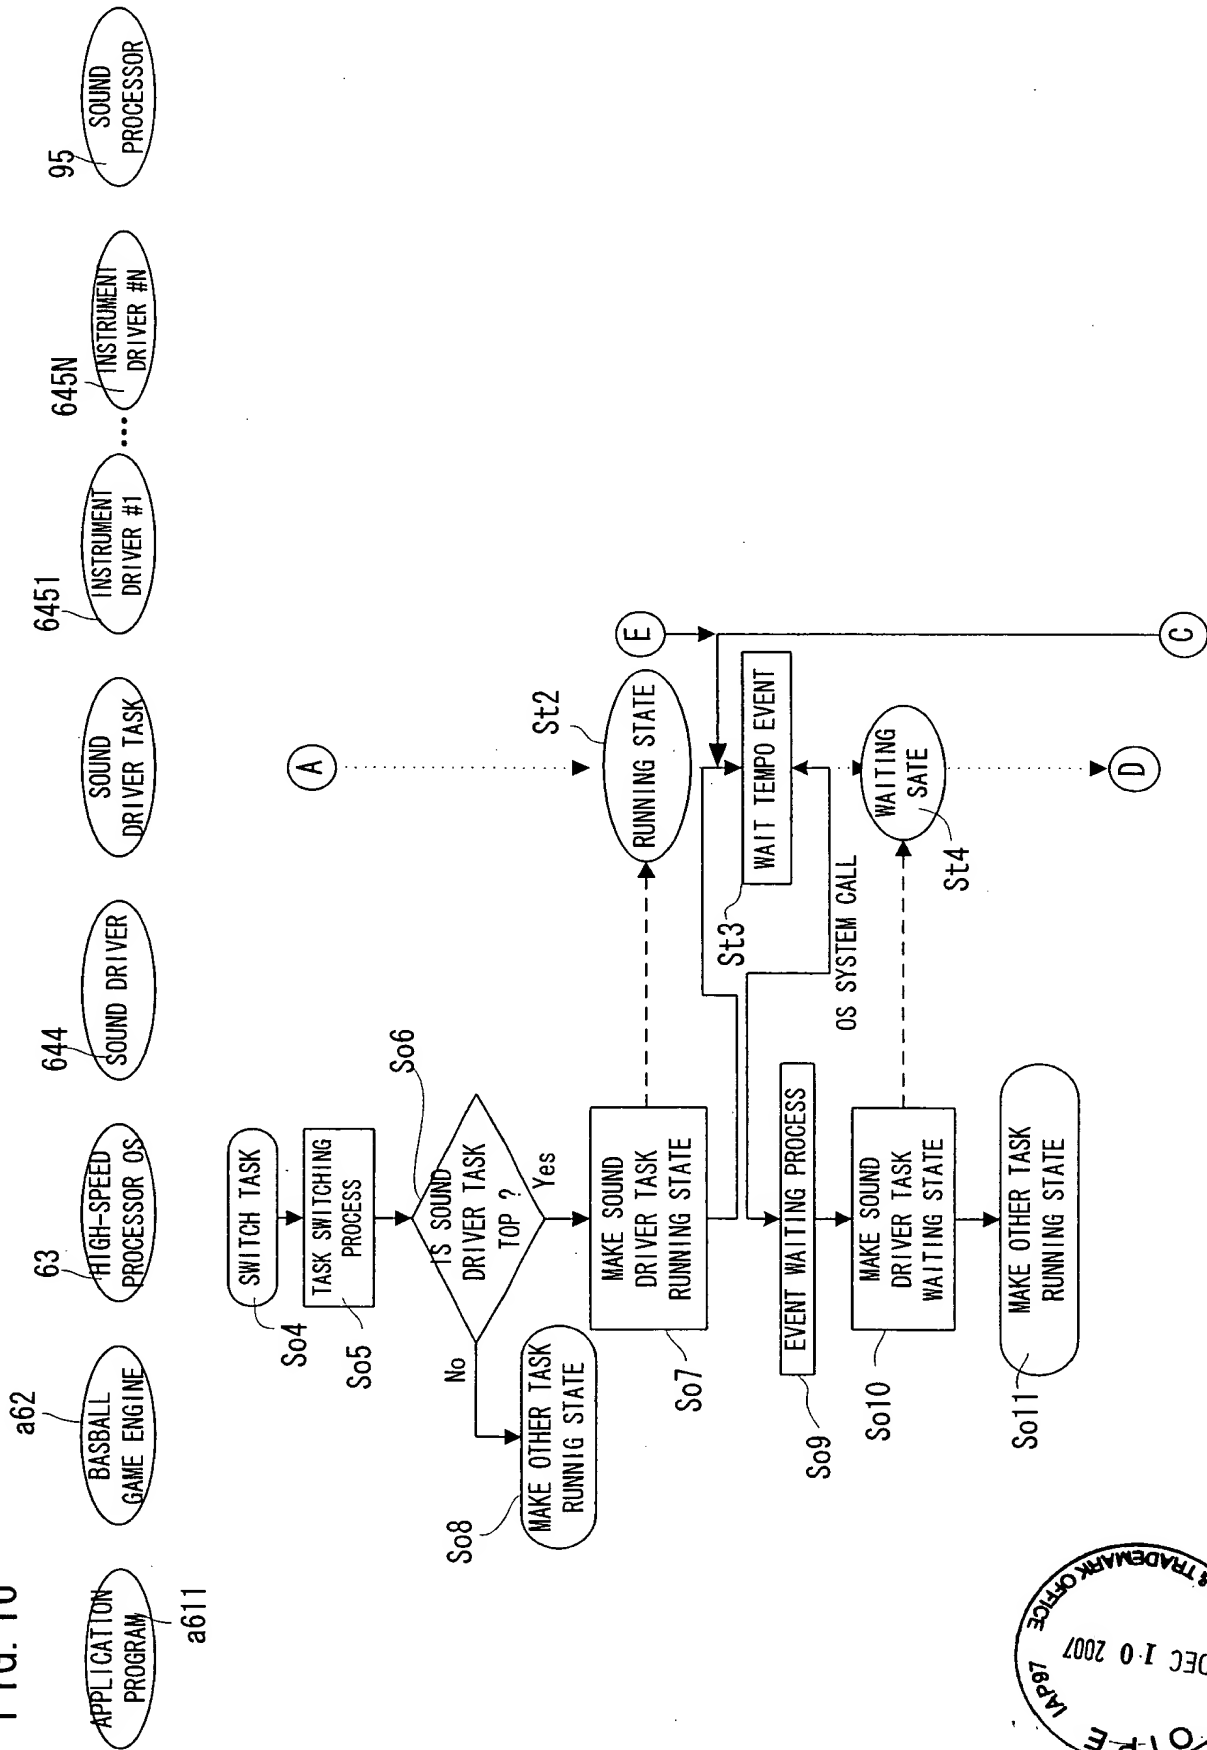 a611
APPLICATION
PROGRAM
a62
BASBALL
GAME ENGINE
63
HIGH-SPEED
PROCESSOR OS
644
SOUND DRIVER
SOUND
DRIVER TASK
6451
INSTRUMENT
DRIVER #1
...
645N
INSTRUMENT
DRIVER #N
95
SOUND
PROCESSOR
SWITCH TASK
So4
TASK SWITCHING
PROCESS
So5
IS SOUND
DRIVER TASK
TOP ?
So6
No
Yes
MAKE OTHER TASK
RUNNIG STATE
So8
MAKE SOUND
DRIVER TASK
RUNNING STATE
So7
A
RUNNING STATE
St2
E
WAIT TEMPO EVENT
St3
OS SYSTEM CALL
EVENT WAITING PROCESS
So9
MAKE SOUND
DRIVER TASK
WAITING STATE
So10
WAITING
SATE
St4
MAKE OTHER TASK
RUNNING STATE
So11
D
C
IAP97
& TRADEMARK OFFICE
DEC 10 2007